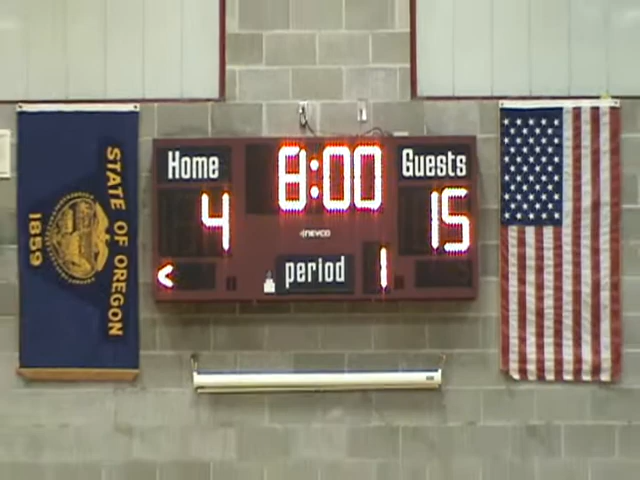 Home
8:00
Guests
4
15
NEVCO
<
period
1
STATE OF OREGON
1859